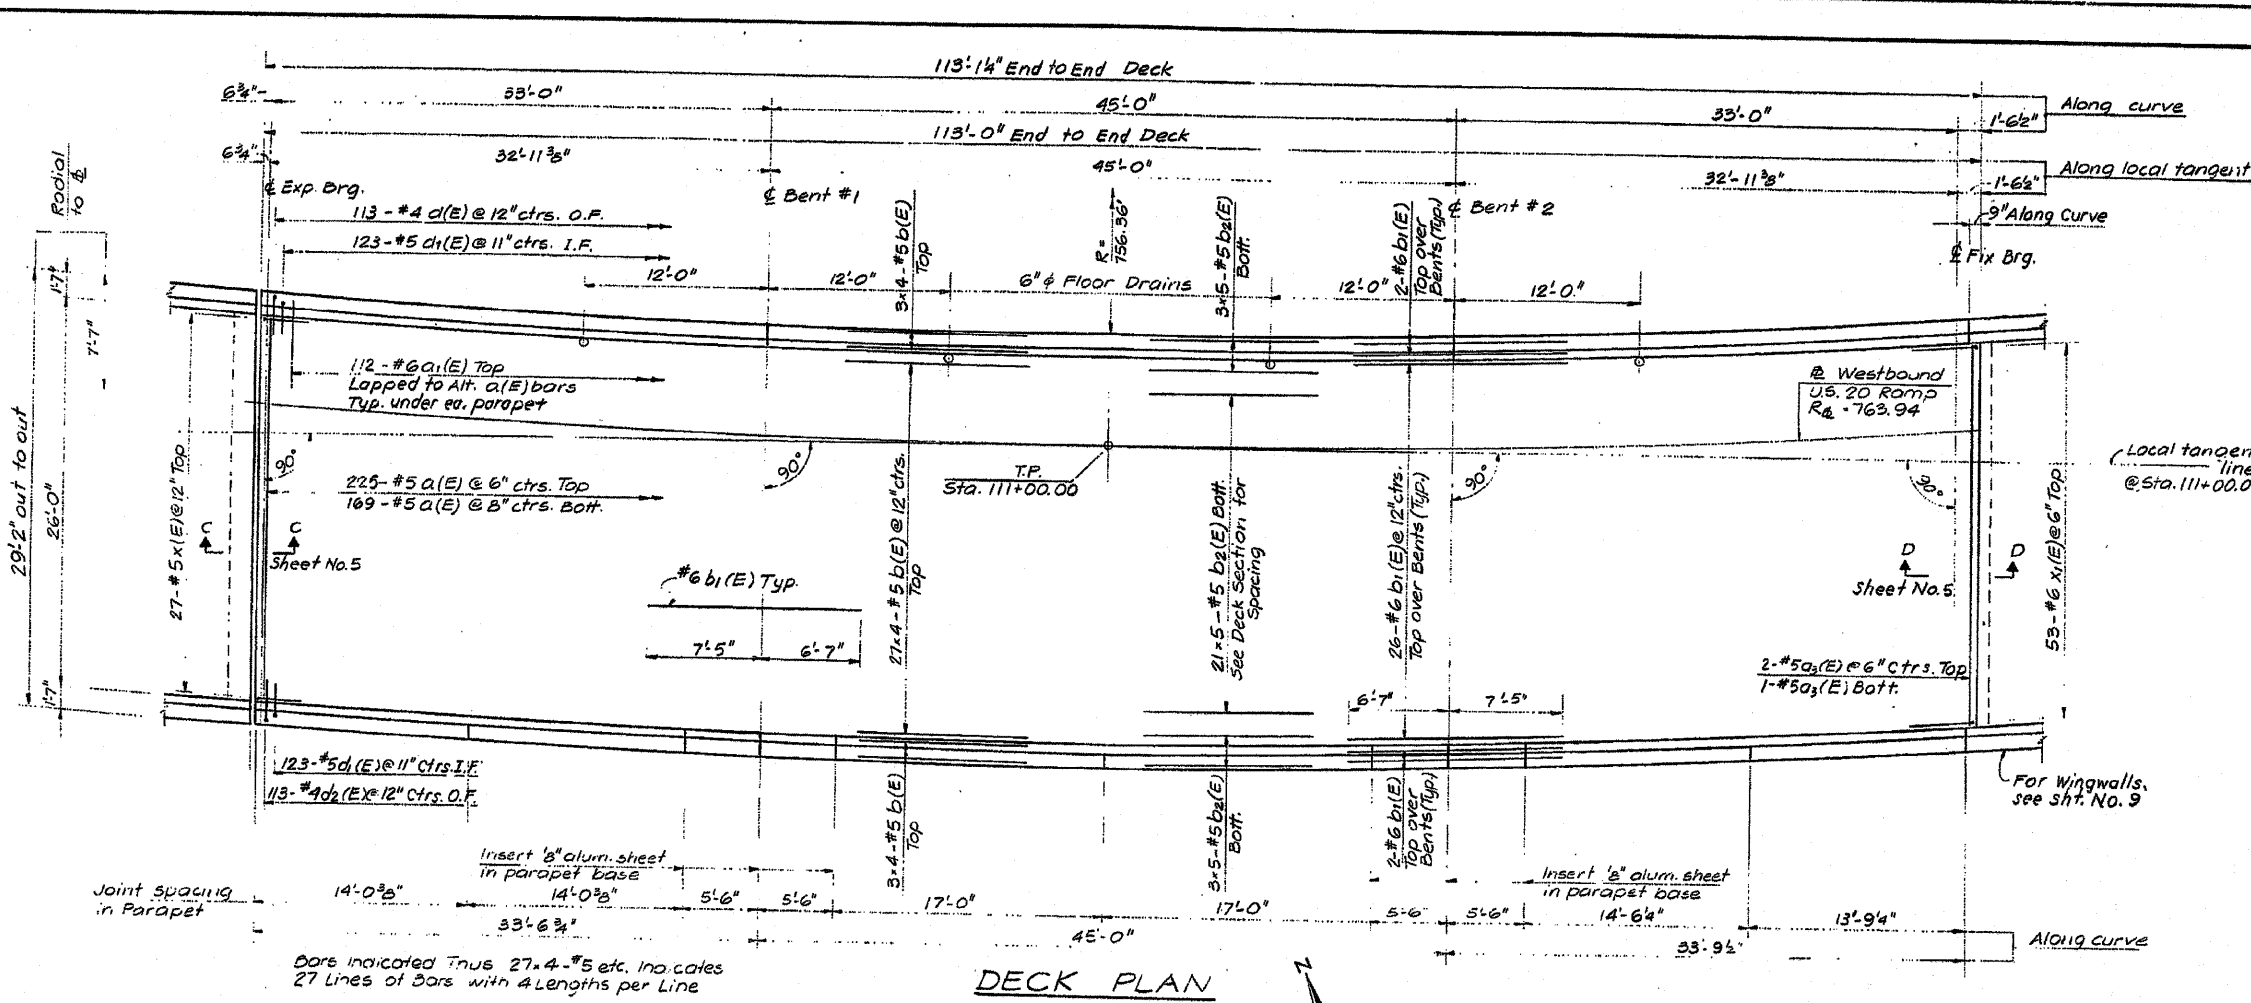 113'-1¼" End to End Deck
6¾"
33'-0"
45'-0"
33'-0"
1'-6½"
Along curve
113'-0" End to End Deck
6¾"
32'-11⅜"
45'-0"
32'-11⅜"
1'-6½"
Along local tangent
9" Along Curve
Radial
to ℄
℄ Exp. Brg.
℄ Bent #1
℄ Bent #2
℄ Fix Brg.
113 - #4 d(E) @ 12" ctrs. O.F.
123 - #5 d1(E) @ 11" ctrs. I.F.
12'-0"
12'-0"
6" ϕ Floor Drains
12'-0"
12'-0"
3x4-#5 b(E)
Top
R=
756.36'
3x5-#5 b2(E)
Bott.
2-#6 b1(E)
Top over
Bents (Typ.)
1'-7"
7'-7"
29'-2" out to out
26'-0"
1'-7"
112 - #6 a1(E) Top
Lapped to Alt. a(E) bars
Typ. under ea. parapet
℄ Westbound
U.S. 20 Ramp
R℄ - 763.94
27-#5 x(E) @ 12" Top
90°
90°
90°
90°
225-#5 a(E) @ 6" ctrs. Top
169-#5 a(E) @ 8" ctrs. Bott.
T.P.
Sta. 111+00.00
Local tangen
line
@ Sta. 111+00.0
C
C
Sheet No. 5
D
D
Sheet No. 5
#6 b1(E) Typ.
7'-5"
6'-7"
27x4-#5 b(E) @ 12" ctrs.
Top
21x5-#5 b2(E) Bott.
See Deck Section for
Spacing
26-#6 b1(E) @ 12" ctrs.
Top over Bents (Typ.)
53-#6 x1(E) @ 6" Top
2-#5 a3(E) @ 6" Ctrs. Top
1-#5 a3(E) Bott.
6'-7"
7'-5"
123-#5 d1(E) @ 11" Ctrs. I.F.
113-#4 d2(E) @ 12" Ctrs. O.F.
3x4-#5 b(E)
Top
3x5-#5 b2(E)
Bott.
2-#6 b1(E)
Top over
Bents (Typ.)
For Wingwalls,
see sht. No. 9
Insert ⅛" alum. sheet
in parapet base
Insert ⅛" alum. sheet
in parapet base
Joint spacing
in Parapet
14'-0⅜"
14'-0⅜"
5'-6"
5'-6"
17'-0"
17'-0"
5'-6"
5'-6"
14'-6¼"
13'-9¼"
33'-6¾"
45'-0"
33'-9½"
Along curve
Bars Indicated Thus 27x4-#5 etc. Indicates
27 Lines of Bars with 4 Lengths per Line
DECK PLAN
N